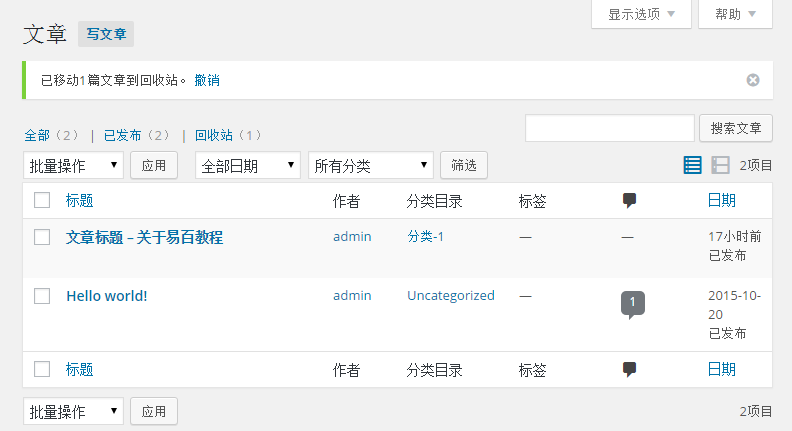 显示选项 帮助
文章 写文章
已移动1篇文章到回收站。 撤销
全部（2） | 已发布（2） | 回收站（1）
搜索文章
批量操作 应用 全部日期 所有分类 筛选 2项目
标题 作者 分类目录 标签 日期
文章标题 – 关于易百教程 admin 分类-1 — — 17小时前
已发布
Hello world! admin Uncategorized — 1 2015-10-
20
已发布
标题 作者 分类目录 标签 日期
批量操作 应用 2项目